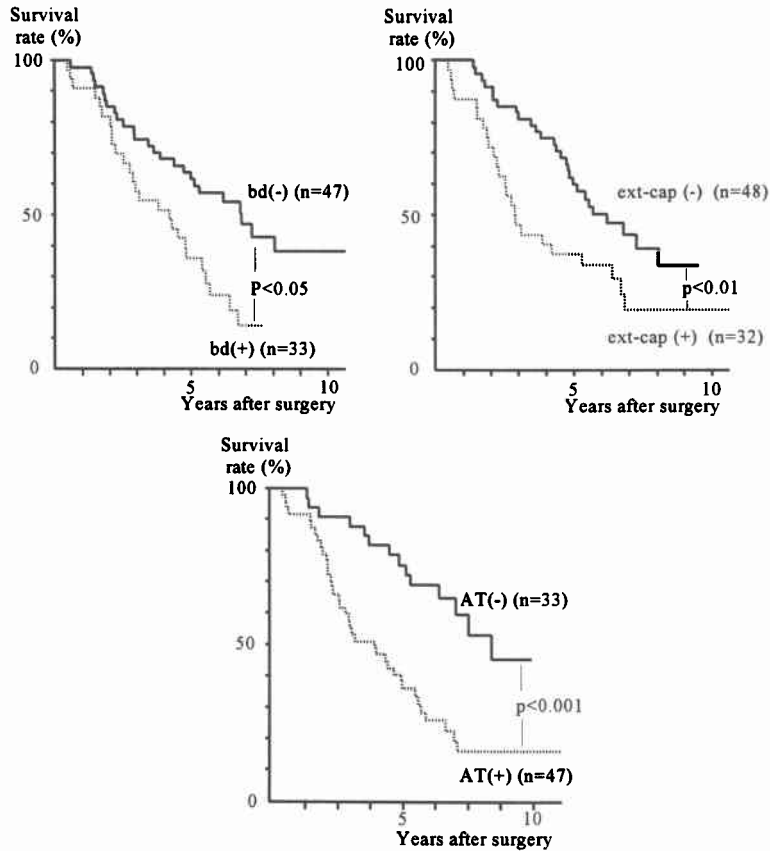 Survival
rate (%)
100
bd(-) (n=47)
50
P<0.05
bd(+) (n=33)
0
5
10
Years after surgery
Survival
rate (%)
100
ext-cap (-) (n=48)
50
p<0.01
ext-cap (+) (n=32)
0
5
10
Years after surgery
Survival
rate (%)
100
AT(-) (n=33)
50
p<0.001
AT(+) (n=47)
0
5
10
Years after surgery